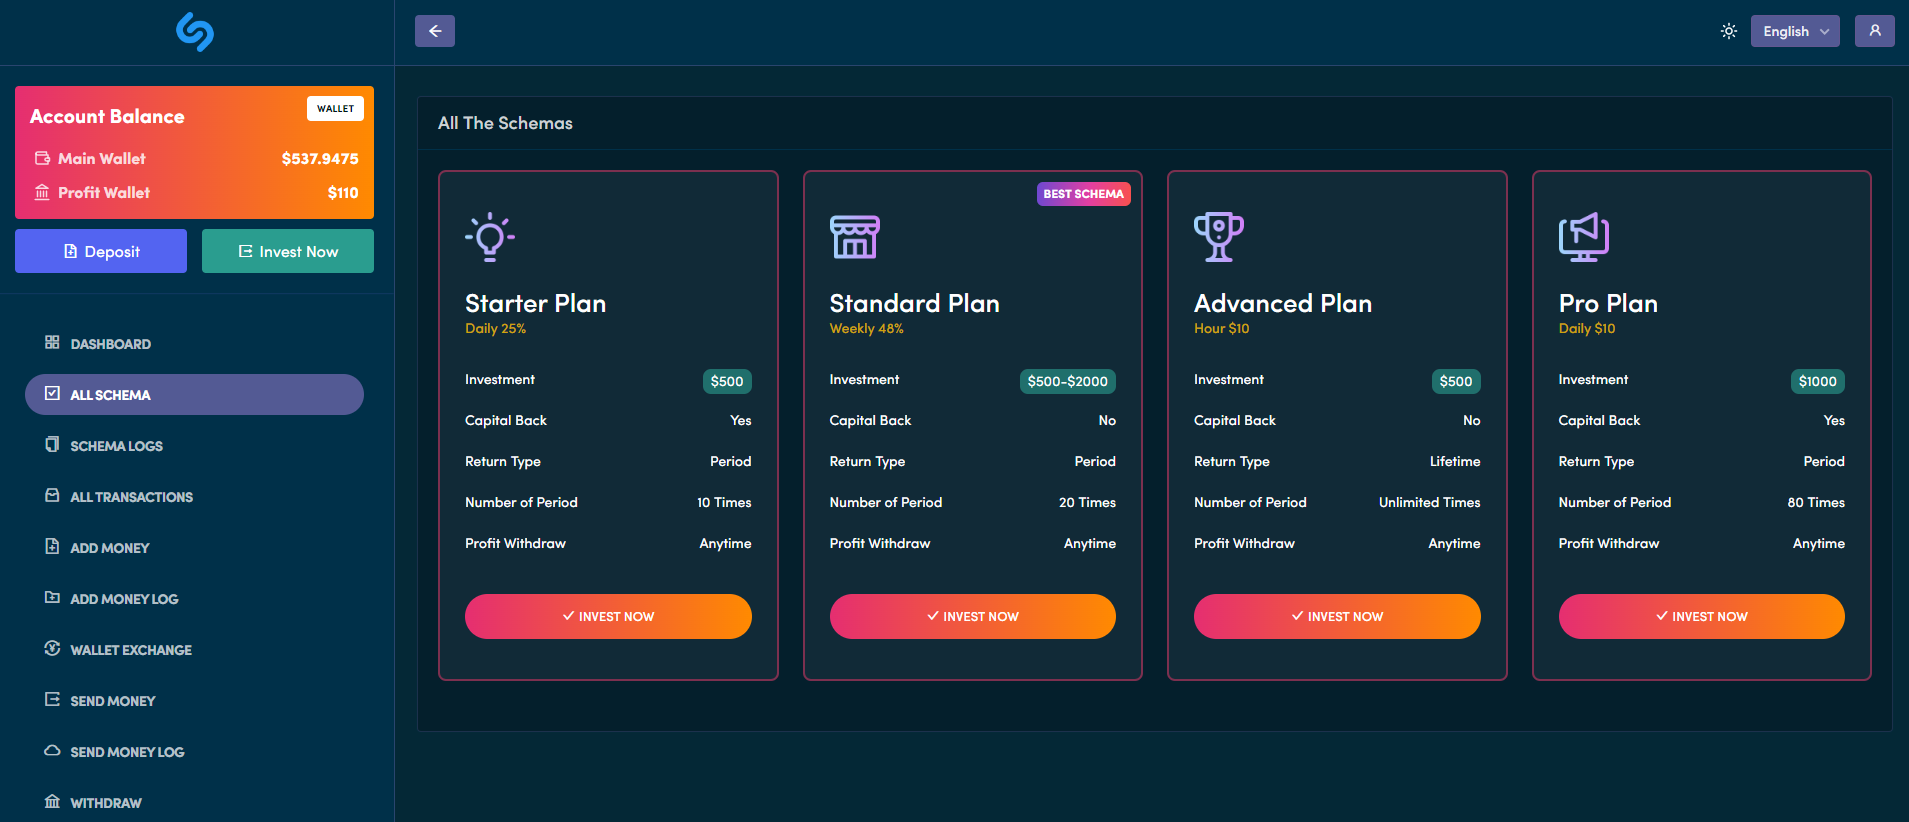 English
Account Balance
WALLET
Main Wallet $537.9475
Profit Wallet $110
Deposit
Invest Now
DASHBOARD
ALL SCHEMA
SCHEMA LOGS
ALL TRANSACTIONS
ADD MONEY
ADD MONEY LOG
WALLET EXCHANGE
SEND MONEY
SEND MONEY LOG
WITHDRAW
All The Schemas
Starter Plan
Daily 25%
Investment $500
Capital Back Yes
Return Type Period
Number of Period 10 Times
Profit Withdraw Anytime
INVEST NOW
BEST SCHEMA
Standard Plan
Weekly 48%
Investment $500-$2000
Capital Back No
Return Type Period
Number of Period 20 Times
Profit Withdraw Anytime
INVEST NOW
Advanced Plan
Hour $10
Investment $500
Capital Back No
Return Type Lifetime
Number of Period Unlimited Times
Profit Withdraw Anytime
INVEST NOW
Pro Plan
Daily $10
Investment $1000
Capital Back Yes
Return Type Period
Number of Period 80 Times
Profit Withdraw Anytime
INVEST NOW